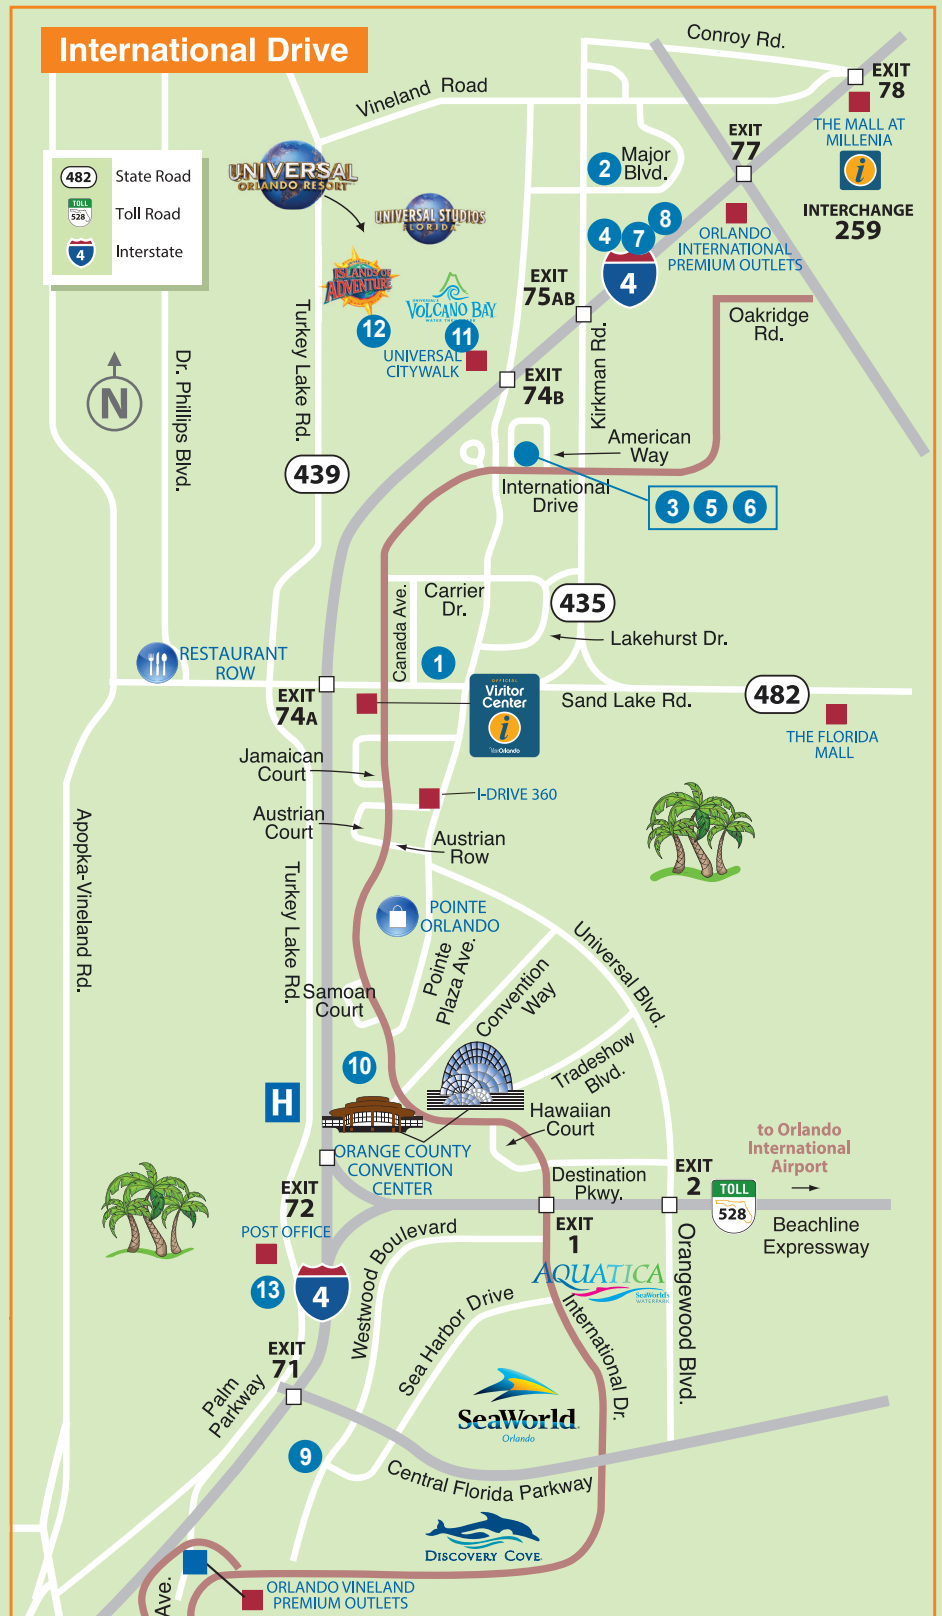 International Drive
Conroy Rd.
EXIT
78
THE MALL AT
MILLENIA
i
INTERCHANGE
259
Vineland Road
EXIT
77
2
Major
Blvd.
482
State Road
TOLL
528
Toll Road
4
Interstate
UNIVERSAL
ORLANDO RESORT
UNIVERSAL STUDIOS
FLORIDA
ORLANDO
INTERNATIONAL
PREMIUM OUTLETS
4
7
8
4
ISLANDS OF
ADVENTURE
VOLCANO BAY
EXIT
75AB
Oakridge
Rd.
12
11
UNIVERSAL
CITYWALK
EXIT
74B
Kirkman Rd.
Turkey Lake Rd.
Dr. Phillips Blvd.
N
American
Way
439
International
Drive
3
5
6
Canada Ave.
Carrier
Dr.
435
Lakehurst Dr.
RESTAURANT
ROW
1
EXIT
74A
OFFICIAL
Visitor
Center
i
VisitOrlando
Sand Lake Rd.
482
THE FLORIDA
MALL
Jamaican
Court
I-DRIVE 360
Austrian
Court
Austrian
Row
Apopka-Vineland Rd.
Turkey Lake Rd.
POINTE
ORLANDO
Pointe
Plaza Ave.
Universal Blvd.
Convention
Way
Samoan
Court
Tradeshow
Blvd.
10
H
Hawaiian
Court
ORANGE COUNTY
CONVENTION
CENTER
to Orlando
International
Airport
Destination
Pkwy.
EXIT
2
TOLL
528
Beachline
Expressway
EXIT
72
POST OFFICE
EXIT
1
13
4
Westwood Boulevard
AQUATICA
SeaWorld's
WATERPARK
Orangewood Blvd.
Sea Harbor Drive
International Dr.
EXIT
71
Palm
Parkway
SeaWorld
Orlando
9
Central Florida Parkway
DISCOVERY COVE
Ave.
ORLANDO VINELAND
PREMIUM OUTLETS